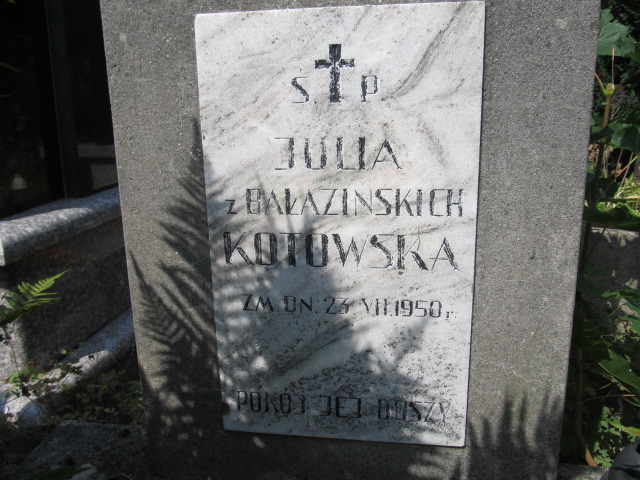 S. P.
JULIA
z BAŁAZIŃSKICH
KOTOWSKA
ZM. DN. 23 VII.1950 r.
POKÓJ JEJ DUSZY